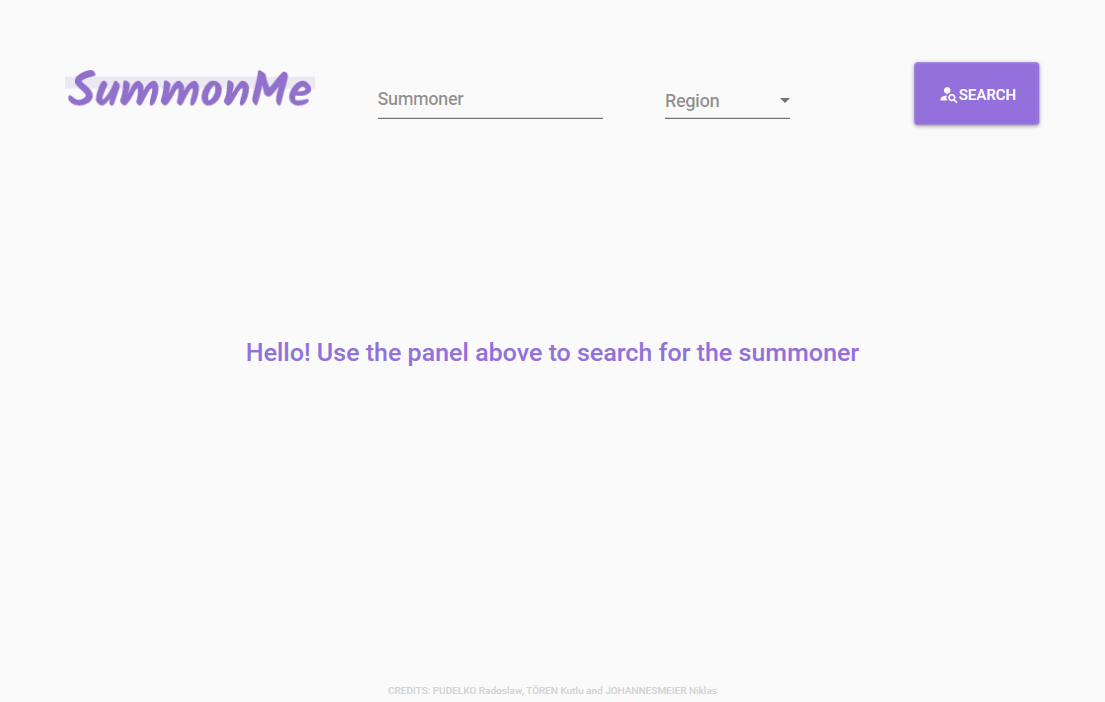 SummonMe
Summoner
Region
SEARCH
Hello! Use the panel above to search for the summoner
CREDITS: PUDELKO Radoslaw, TÖREN Kutlu and JOHANNESMEIER Niklas